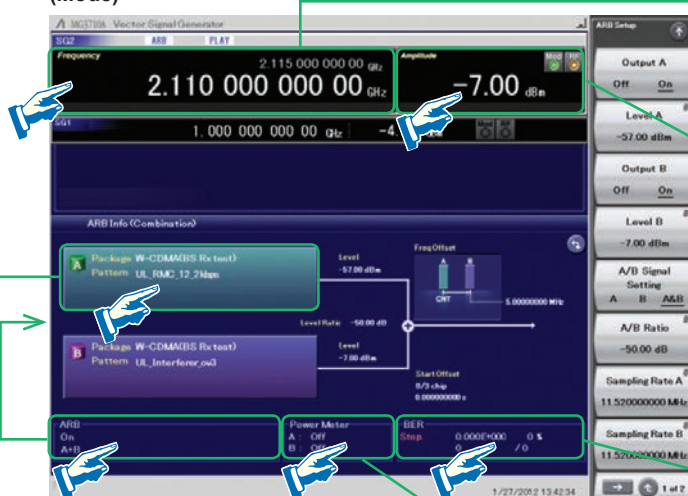 (Mode)
MG3710A Vector Signal Generator
SG2 ARB PLAY
Frequency
2.115 000 000 00 GHz
2.110 000 000 00 GHz
Amplitude
Mod RF
-7.00 dBm
SG1
1. 000 000 000 00 GHz
ARB Info (Combination)
A
Package W-CDMA(BS Rx test)
Pattern UL_RMC_12_2kbps
Level
-57.00 dBm
Freq Offset
A B
CNT
5.00000000 MHz
Level Ratio -50.00 dB
B
Package W-CDMA(BS Rx test)
Pattern UL_Interferer_ov3
Level
-7.00 dBm
Start Offset
0/3 chip
0.000000000 s
ARB
On
A+B
Power Meter
A : Off
B : Off
BER
Stop 0.000E+000 0 %
0 / 0
1/27/2012 13:42:34
ARB Setup
Output A
Off On
Level A
-57.00 dBm
Output B
Off On
Level B
-7.00 dBm
A/B Signal
Setting
A B A&B
A/B Ratio
-50.00 dB
Sampling Rate A
11.520000000 MHz
Sampling Rate B
11.520000000 MHz
1 of 2